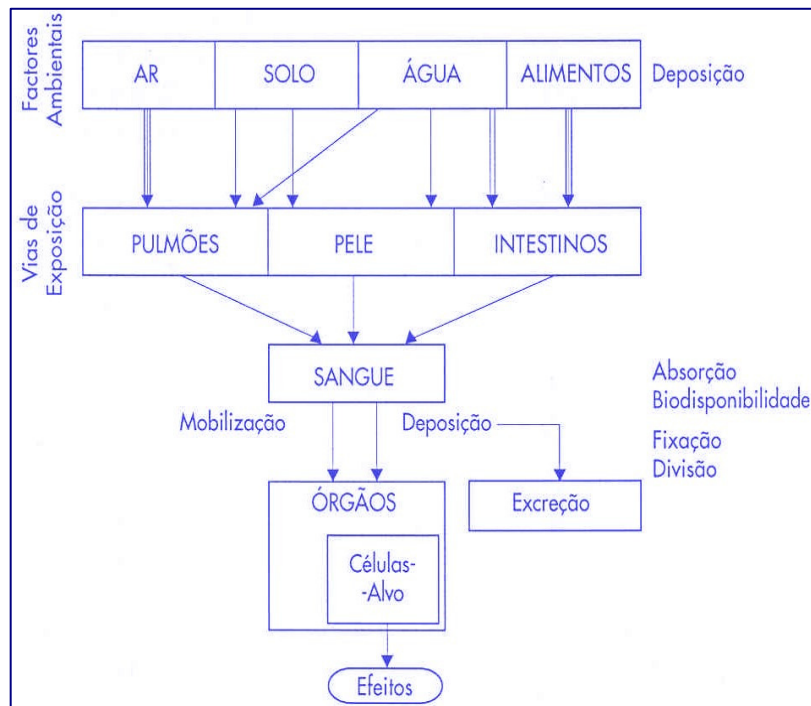 Factores
Ambientais
AR
SOLO
ÁGUA
ALIMENTOS
Deposição
Vias de
Exposição
PULMÕES
PELE
INTESTINOS
SANGUE
Absorção
Biodisponibilidade
Mobilização
Deposição
Fixação
Divisão
ÓRGÃOS
Excreção
Células-
-Alvo
Efeitos